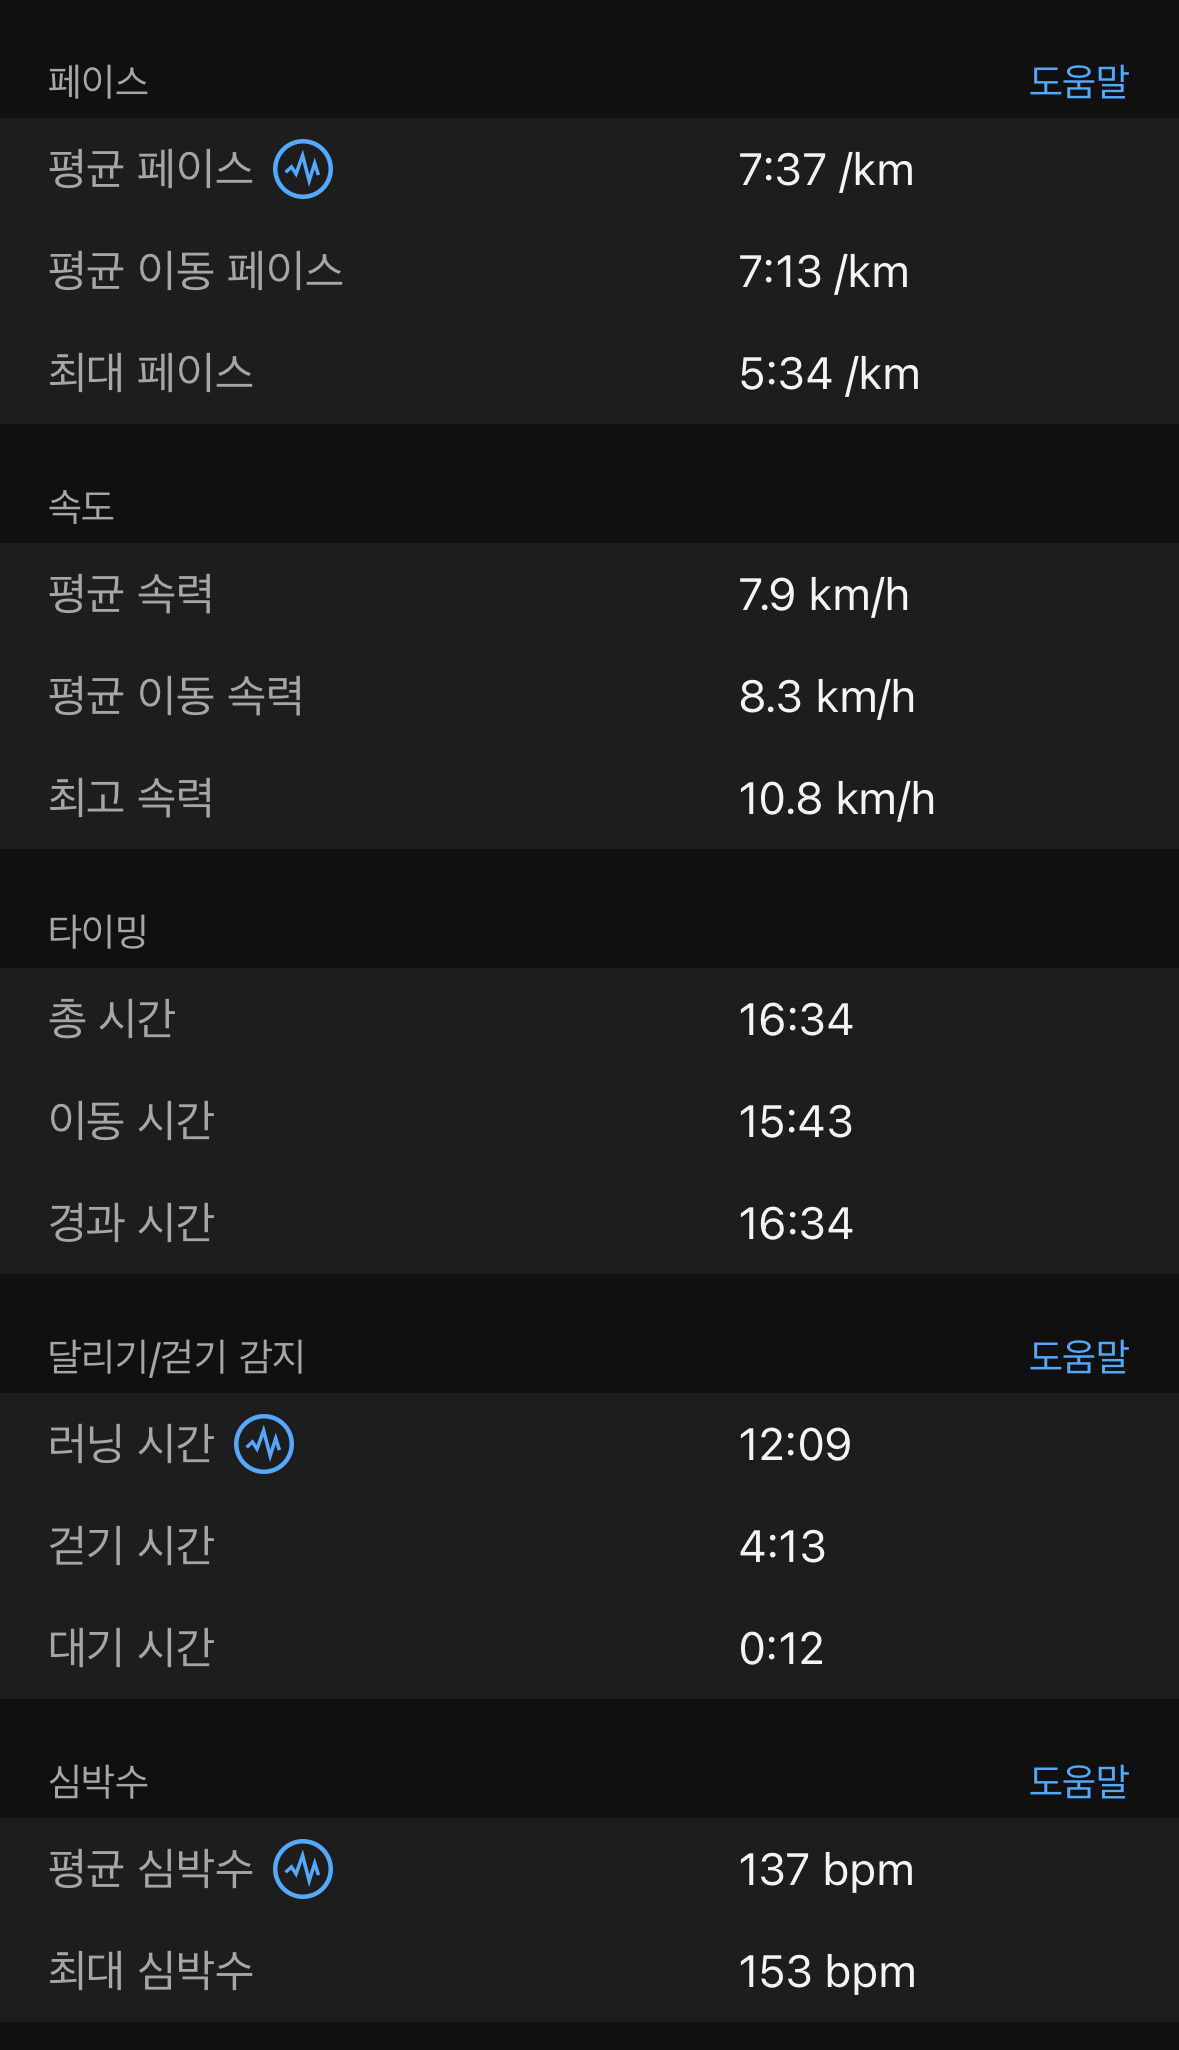 페이스 도움말
평균 페이스 7:37 /km
평균 이동 페이스 7:13 /km
최대 페이스 5:34 /km
속도
평균 속력 7.9 km/h
평균 이동 속력 8.3 km/h
최고 속력 10.8 km/h
타이밍
총 시간 16:34
이동 시간 15:43
경과 시간 16:34
달리기/걷기 감지 도움말
러닝 시간 12:09
걷기 시간 4:13
대기 시간 0:12
심박수 도움말
평균 심박수 137 bpm
최대 심박수 153 bpm